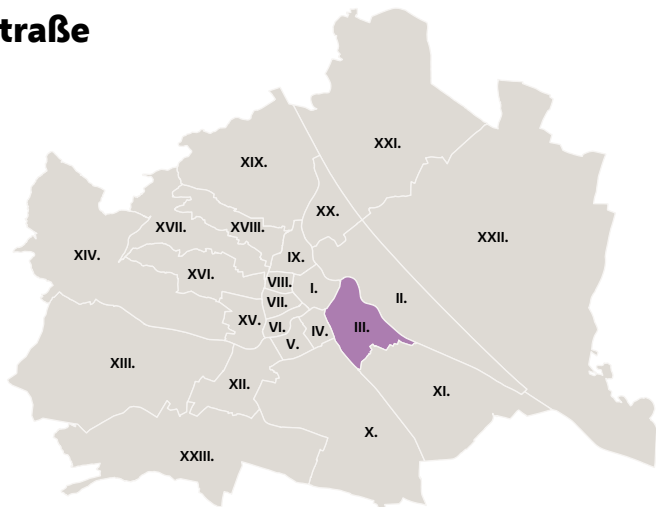 traße
XXI.
XIX.
XX.
XVII.
XVIII.
XXII.
XIV.
IX.
XVI.
VIII.
I.
II.
VII.
XV.
VI.
IV.
III.
V.
XIII.
XII.
XI.
X.
XXIII.